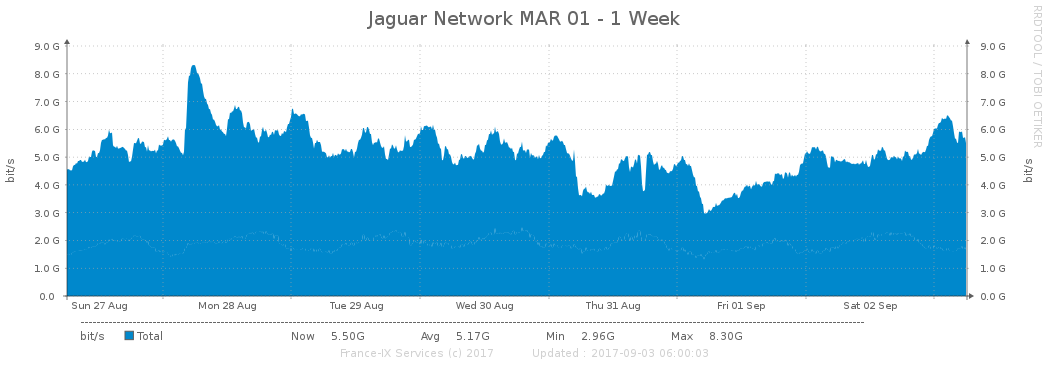 Jaguar Network MAR 01 - 1 Week
RRDTOOL / TOBI OETIKER
bit/s
9.0 G
8.0 G
7.0 G
6.0 G
5.0 G
4.0 G
3.0 G
2.0 G
1.0 G
0.0
9.0 G
8.0 G
7.0 G
6.0 G
5.0 G
4.0 G
3.0 G
2.0 G
1.0 G
0.0 G
bit/s
Sun 27 Aug Mon 28 Aug Tue 29 Aug Wed 30 Aug Thu 31 Aug Fri 01 Sep Sat 02 Sep
bit/s Total Now 5.50G Avg 5.17G Min 2.96G Max 8.30G
France-IX Services (c) 2017 Updated : 2017-09-03 06:00:03